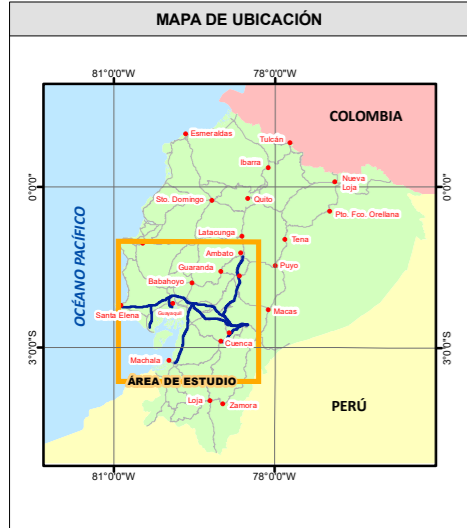 MAPA DE UBICACIÓN
81°0'0"W
78°0'0"W
COLOMBIA
Esmeraldas
Tulcán
Ibarra
Nueva
Loja
0°0'0"
0°0'0"
Sto. Domingo
Quito
Pto. Fco. Orellana
OCÉANO PACÍFICO
Latacunga
Tena
Ambato
Guaranda
Puyo
Babahoyo
Santa Elena
Guayaquil
Macas
3°0'0"S
3°0'0"S
Cuenca
Machala
ÁREA DE ESTUDIO
Loja
Zamora
PERÚ
81°0'0"W
78°0'0"W